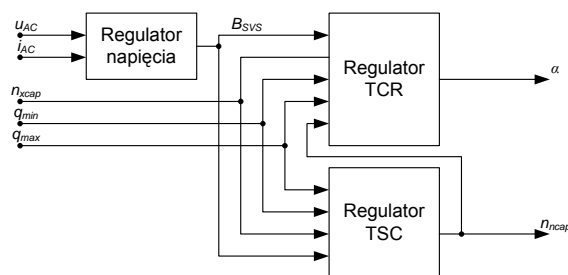 u_AC
i_AC
Regulator
napięcia
B_SVS
n_xcap
q_min
q_max
Regulator
TCR
α
Regulator
TSC
n_ncap